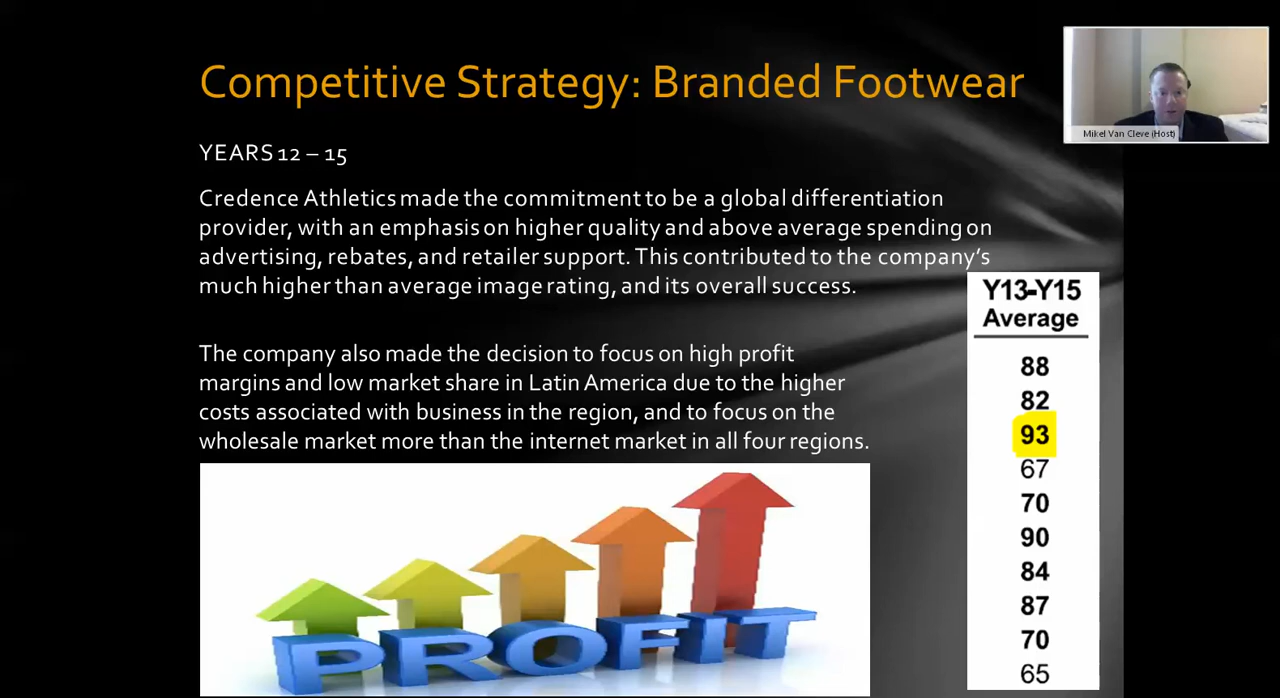 Competitive Strategy: Branded Footwear
Mikel Van Cleve (Host)
YEARS 12 – 15
Credence Athletics made the commitment to be a global differentiation
provider, with an emphasis on higher quality and above average spending on
advertising, rebates, and retailer support. This contributed to the company’s
much higher than average image rating, and its overall success.
The company also made the decision to focus on high profit
margins and low market share in Latin America due to the higher
costs associated with business in the region, and to focus on the
wholesale market more than the internet market in all four regions.
Y13-Y15
Average
88
82
93
67
70
90
84
87
70
65
PROFIT